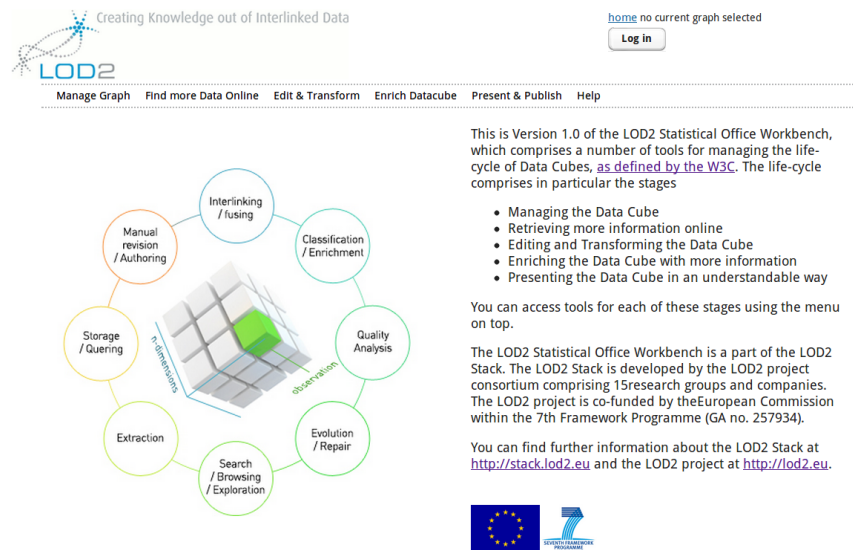 Creating Knowledge out of Interlinked Data
LOD2
home no current graph selected
Log in
Manage Graph Find more Data Online Edit & Transform Enrich Datacube Present & Publish Help
Interlinking
/ fusing
Classification
/ Enrichment
Quality
Analysis
Evolution
/ Repair
Search
/ Browsing
/ Exploration
Extraction
Storage
/ Quering
Manual
revision
/ Authoring
n-dimensions
observation
This is Version 1.0 of the LOD2 Statistical Office Workbench,
which comprises a number of tools for managing the life-
cycle of Data Cubes, as defined by the W3C. The life-cycle
comprises in particular the stages
• Managing the Data Cube
• Retrieving more information online
• Editing and Transforming the Data Cube
• Enriching the Data Cube with more information
• Presenting the Data Cube in an understandable way
You can access tools for each of these stages using the menu
on top.
The LOD2 Statistical Office Workbench is a part of the LOD2
Stack. The LOD2 Stack is developed by the LOD2 project
consortium comprising 15research groups and companies.
The LOD2 project is co-funded by theEuropean Commission
within the 7th Framework Programme (GA no. 257934).
You can find further information about the LOD2 Stack at
http://stack.lod2.eu and the LOD2 project at http://lod2.eu.
SEVENTH FRAMEWORK
PROGRAMME